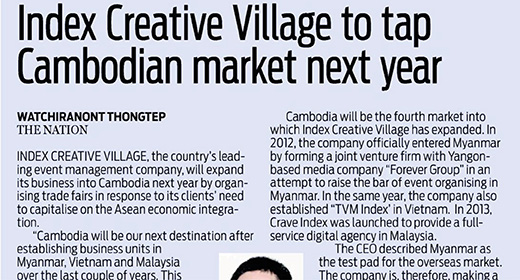 Index Creative Village to tap
Cambodian market next year
WATCHIRANONT THONGTEP
THE NATION
INDEX CREATIVE VILLAGE, the country's lead-
ing event management company, will expand
its business into Cambodia next year by organ-
ising trade fairs in response to its clients' need
to capitalise on the Asean economic integra-
tion.
"Cambodia will be our next destination after
establishing business units in
Myanmar, Vietnam and Malaysia
over the last couple of years. This
Cambodia will be the fourth market into
which Index Creative Village has expanded. In
2012, the company officially entered Myanmar
by forming a joint venture firm with Yangon-
based media company "Forever Group" in an
attempt to raise the bar of event organising in
Myanmar. In the same year, the company also
established "TVM Index' in Vietnam. In 2013,
Crave Index was launched to provide a full-
service digital agency in Malaysia.
The CEO described Myanmar as
the test pad for the overseas market.
The company is, therefore, making a